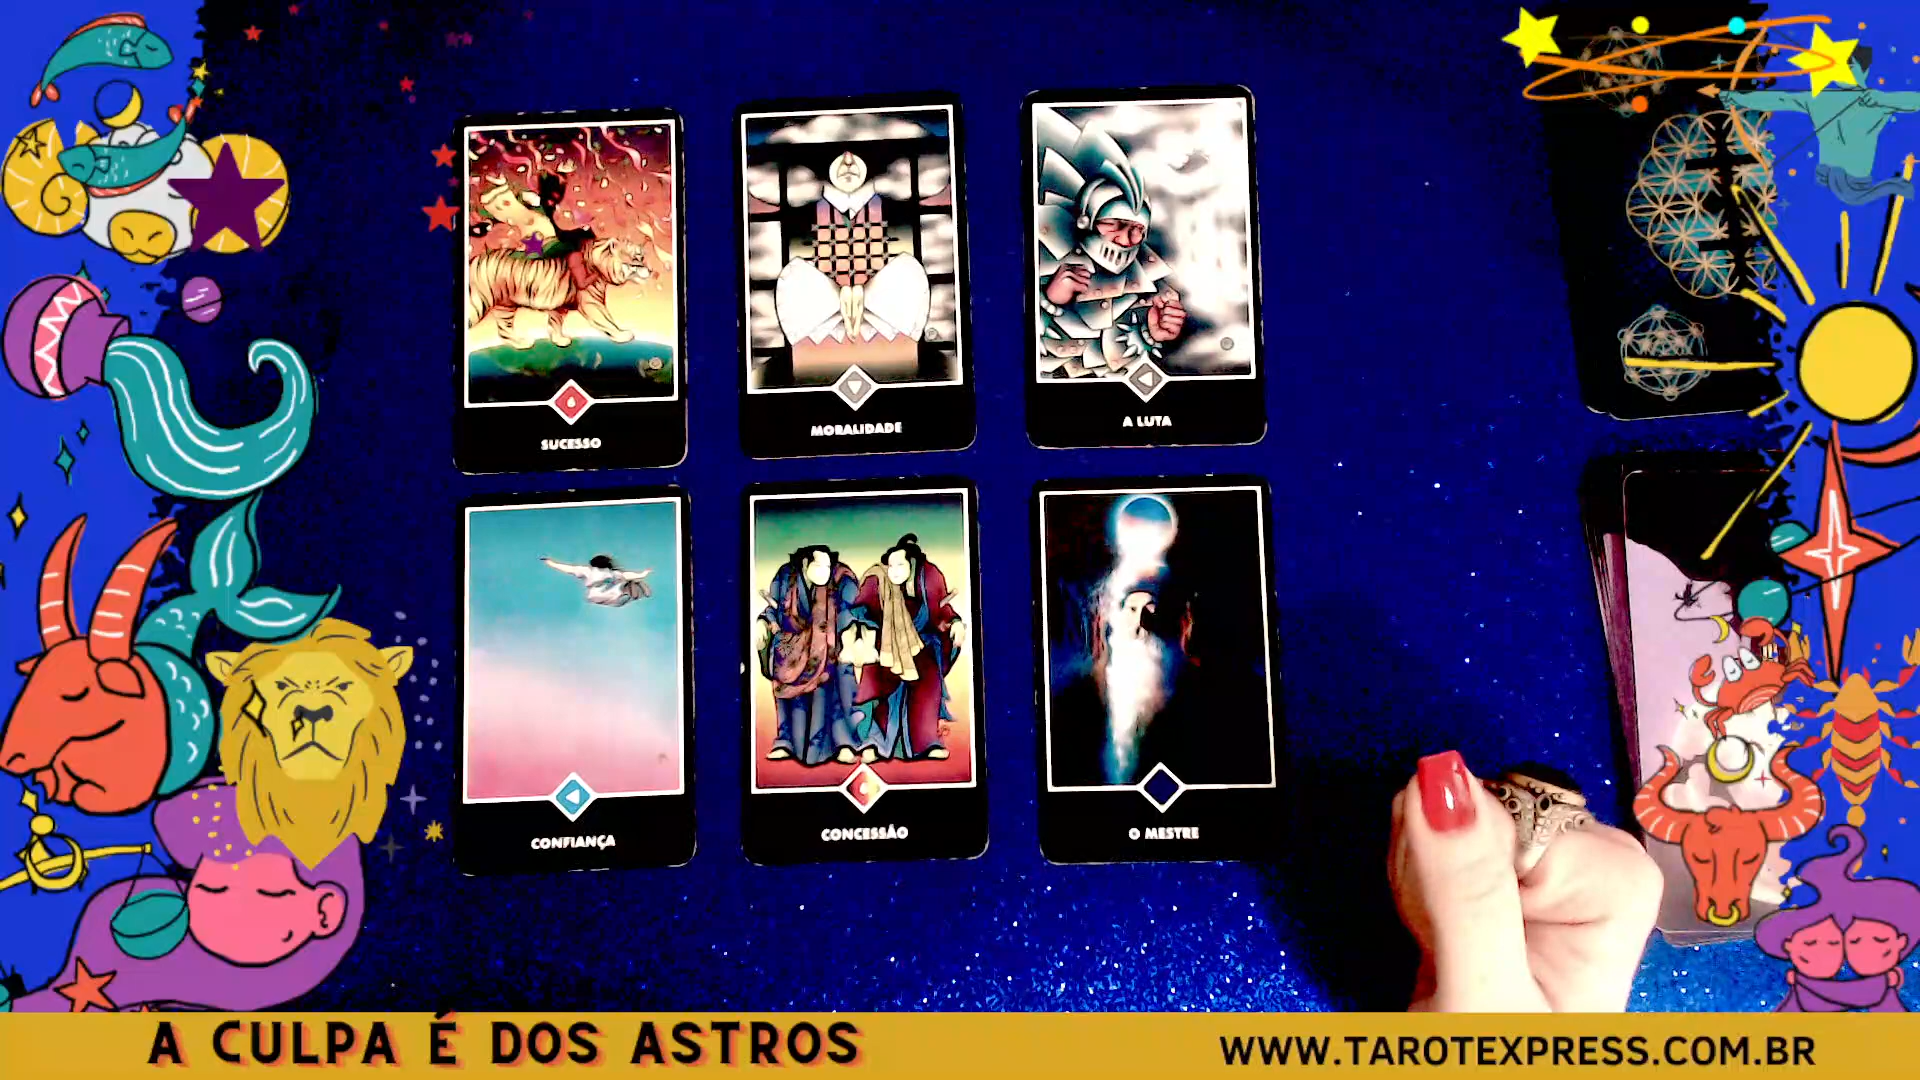 SUCESSO
MORALIDADE
A LUTA
CONFIANÇA
CONCESSÃO
O MESTRE
A CULPA É DOS ASTROS
WWW.TAROTEXPRESS.COM.BR